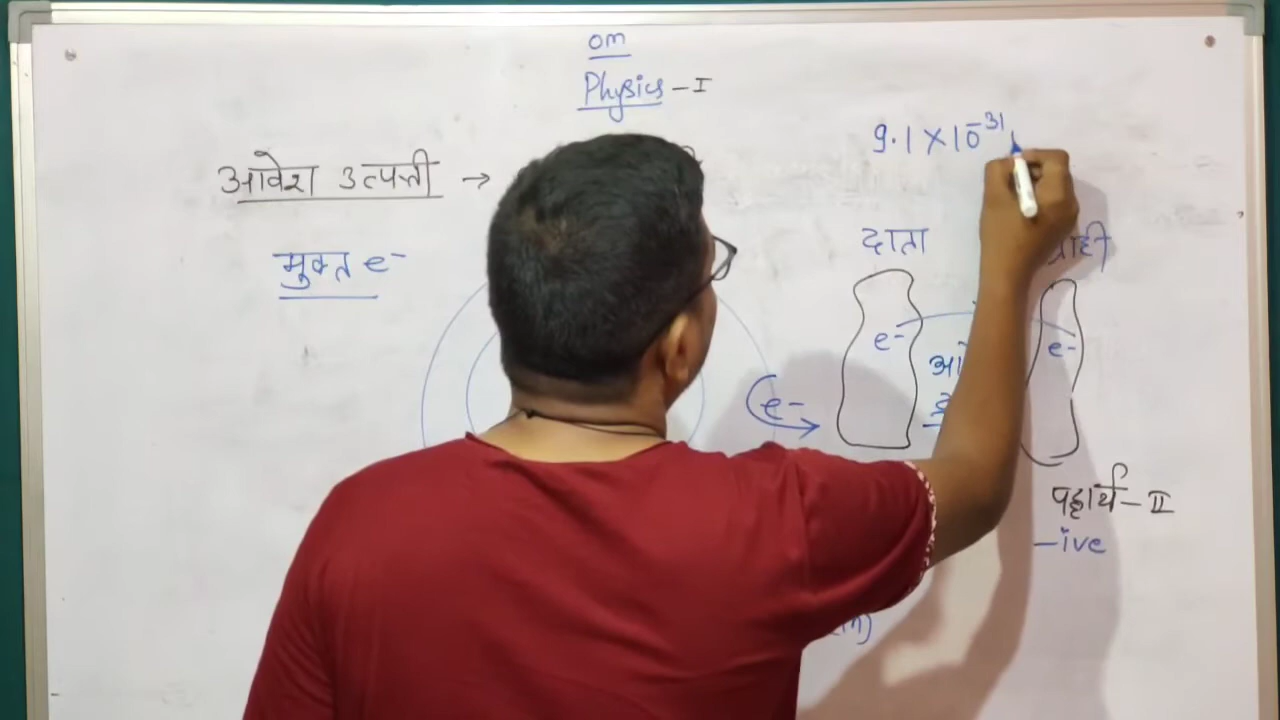 om
Physics - I
9.1 × 10⁻³¹
आवेश उत्पत्ती →
मुक्त e⁻
दाता
e⁻
e⁻
e⁻
पदार्थ - II
-ive